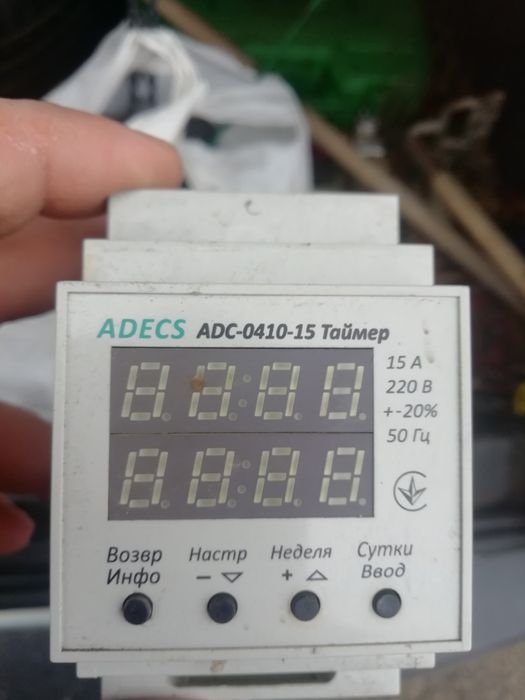 ADECS ADC-0410-15 Таймер
15 А
220 В
+-20%
50 Гц
Возвр Настр Неделя Сутки
Инфо - ▽ + △ Ввод